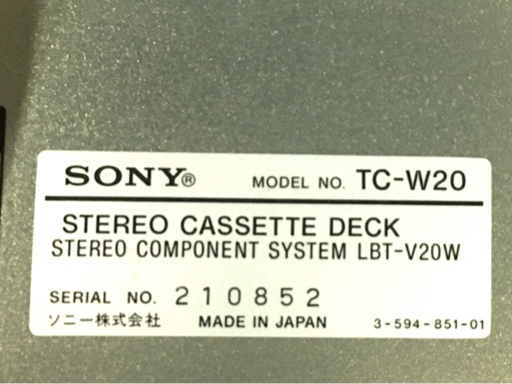 SONY® MODEL NO. TC-W20
STEREO CASSETTE DECK
STEREO COMPONENT SYSTEM LBT-V20W
SERIAL NO. 210852
ソニー株式会社 MADE IN JAPAN 3-594-851-01